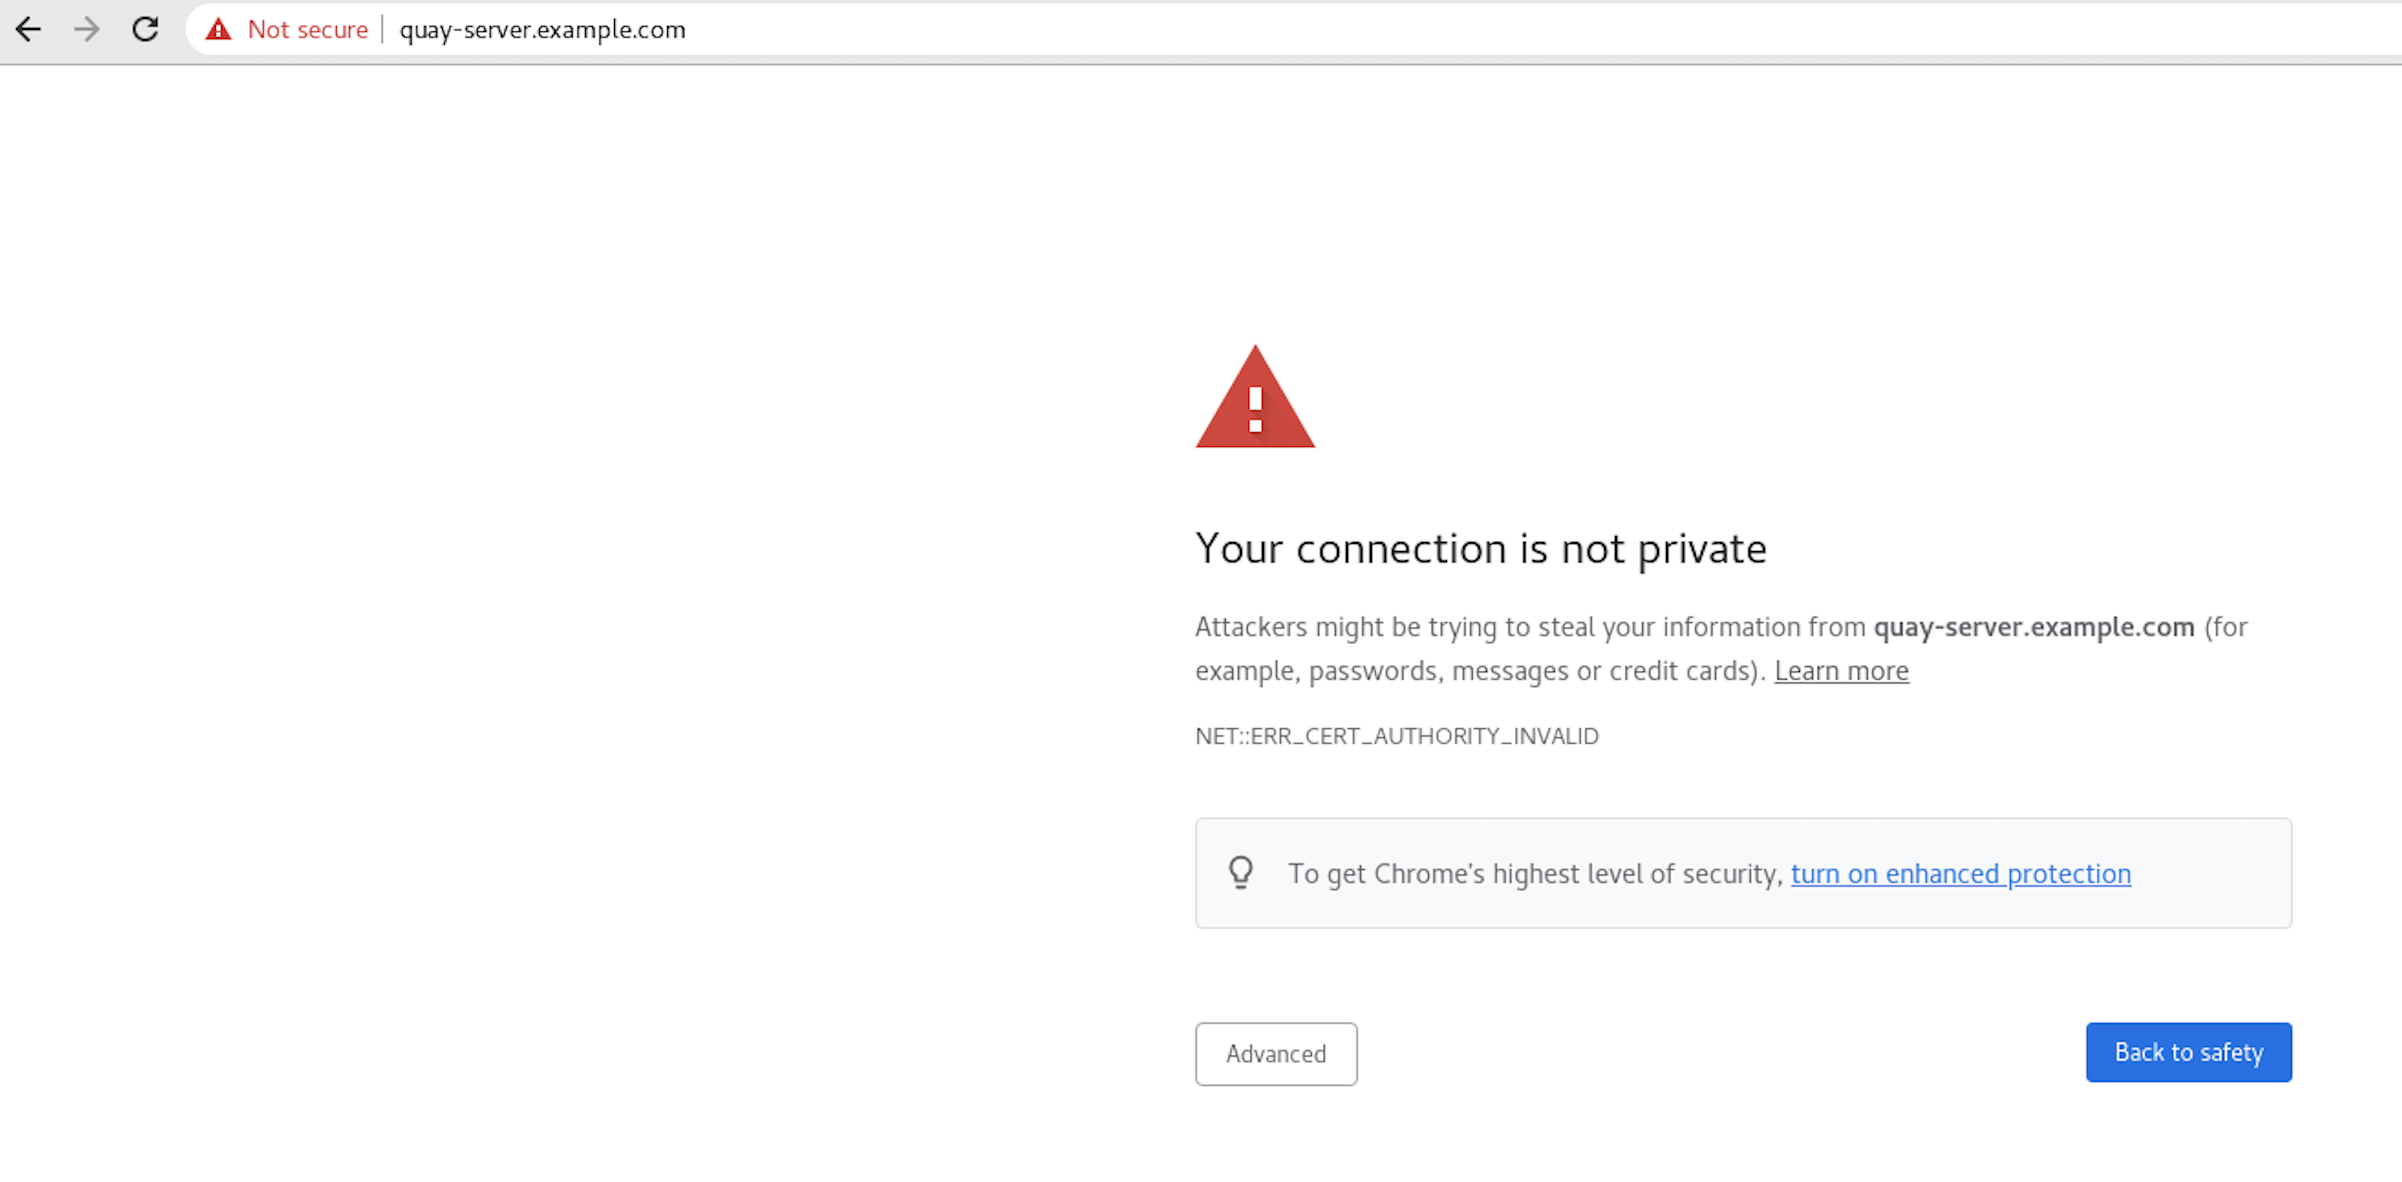 Not secure | quay-server.example.com
Your connection is not private
Attackers might be trying to steal your information from quay-server.example.com (for
example, passwords, messages or credit cards). Learn more
NET::ERR_CERT_AUTHORITY_INVALID
To get Chrome's highest level of security, turn on enhanced protection
Advanced
Back to safety